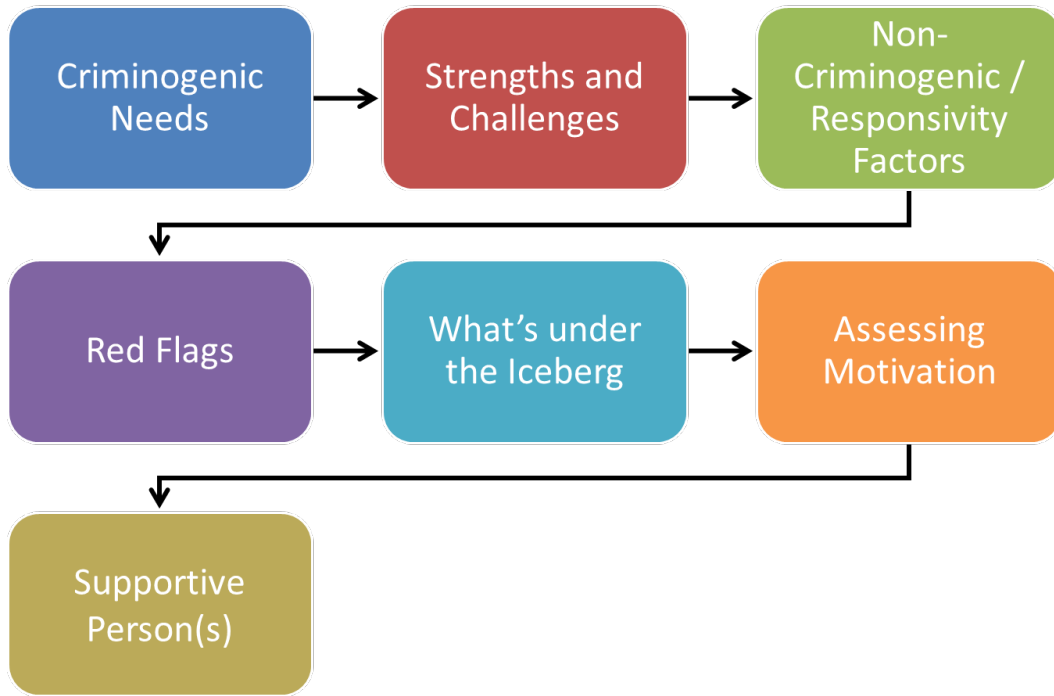 Criminogenic
Needs
Strengths and
Challenges
Non-
Criminogenic /
Responsivity
Factors
Red Flags
What’s under
the Iceberg
Assessing
Motivation
Supportive
Person(s)